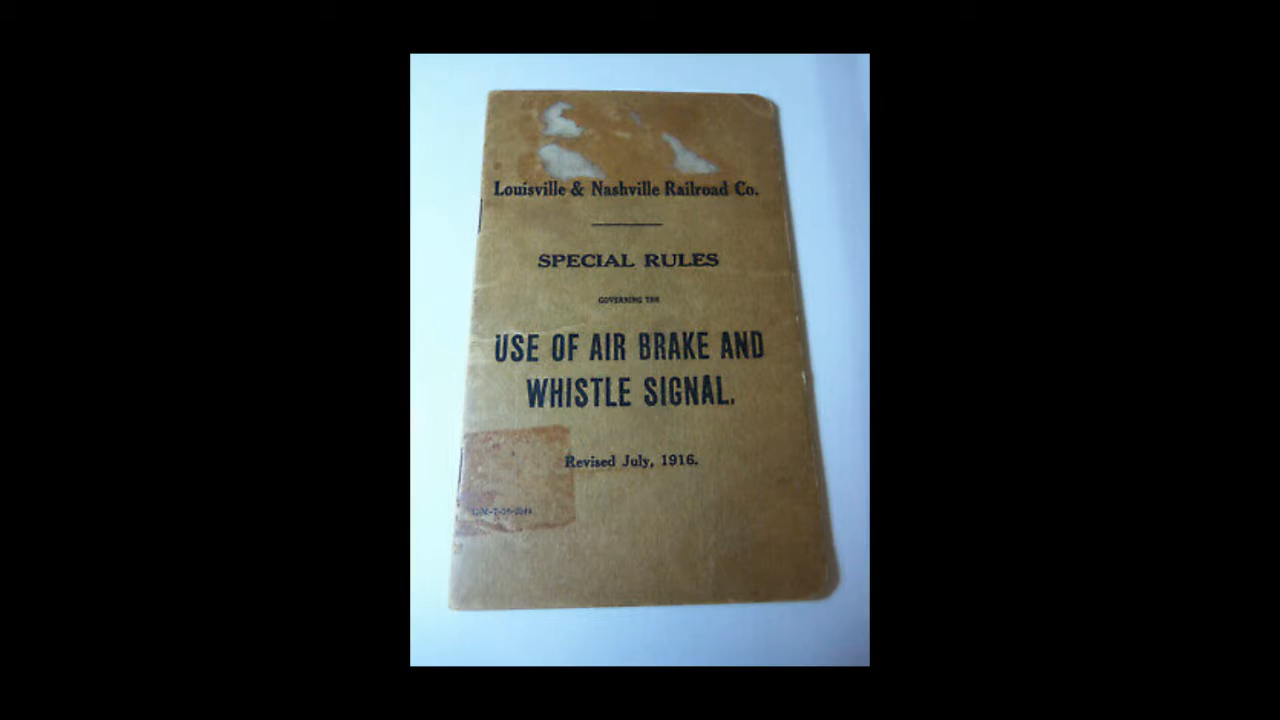 Louisville & Nashville Railroad Co.
SPECIAL RULES
GOVERNING THE
USE OF AIR BRAKE AND
WHISTLE SIGNAL.
Revised July, 1916.